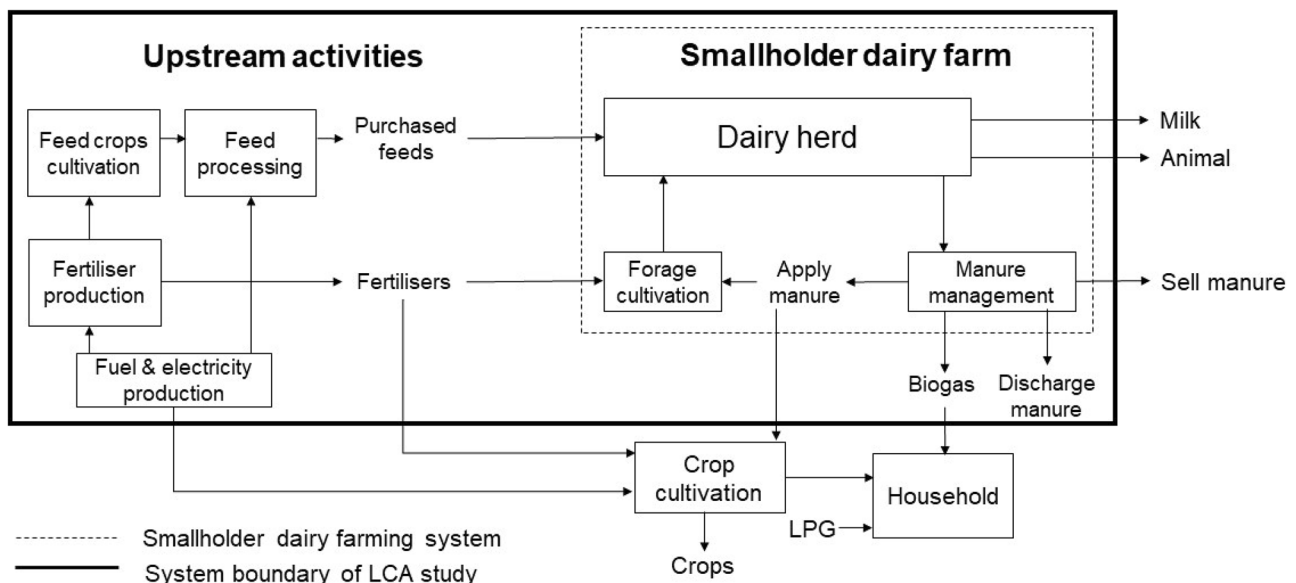 Upstream activities
Smallholder dairy farm
Feed crops
cultivation
Feed
processing
Purchased
feeds
Dairy herd
Milk
Animal
Fertiliser
production
Fertilisers
Forage
cultivation
Apply
manure
Manure
management
Sell manure
Fuel & electricity
production
Biogas
Discharge
manure
Crop
cultivation
Household
LPG
Crops
Smallholder dairy farming system
System boundary of LCA study